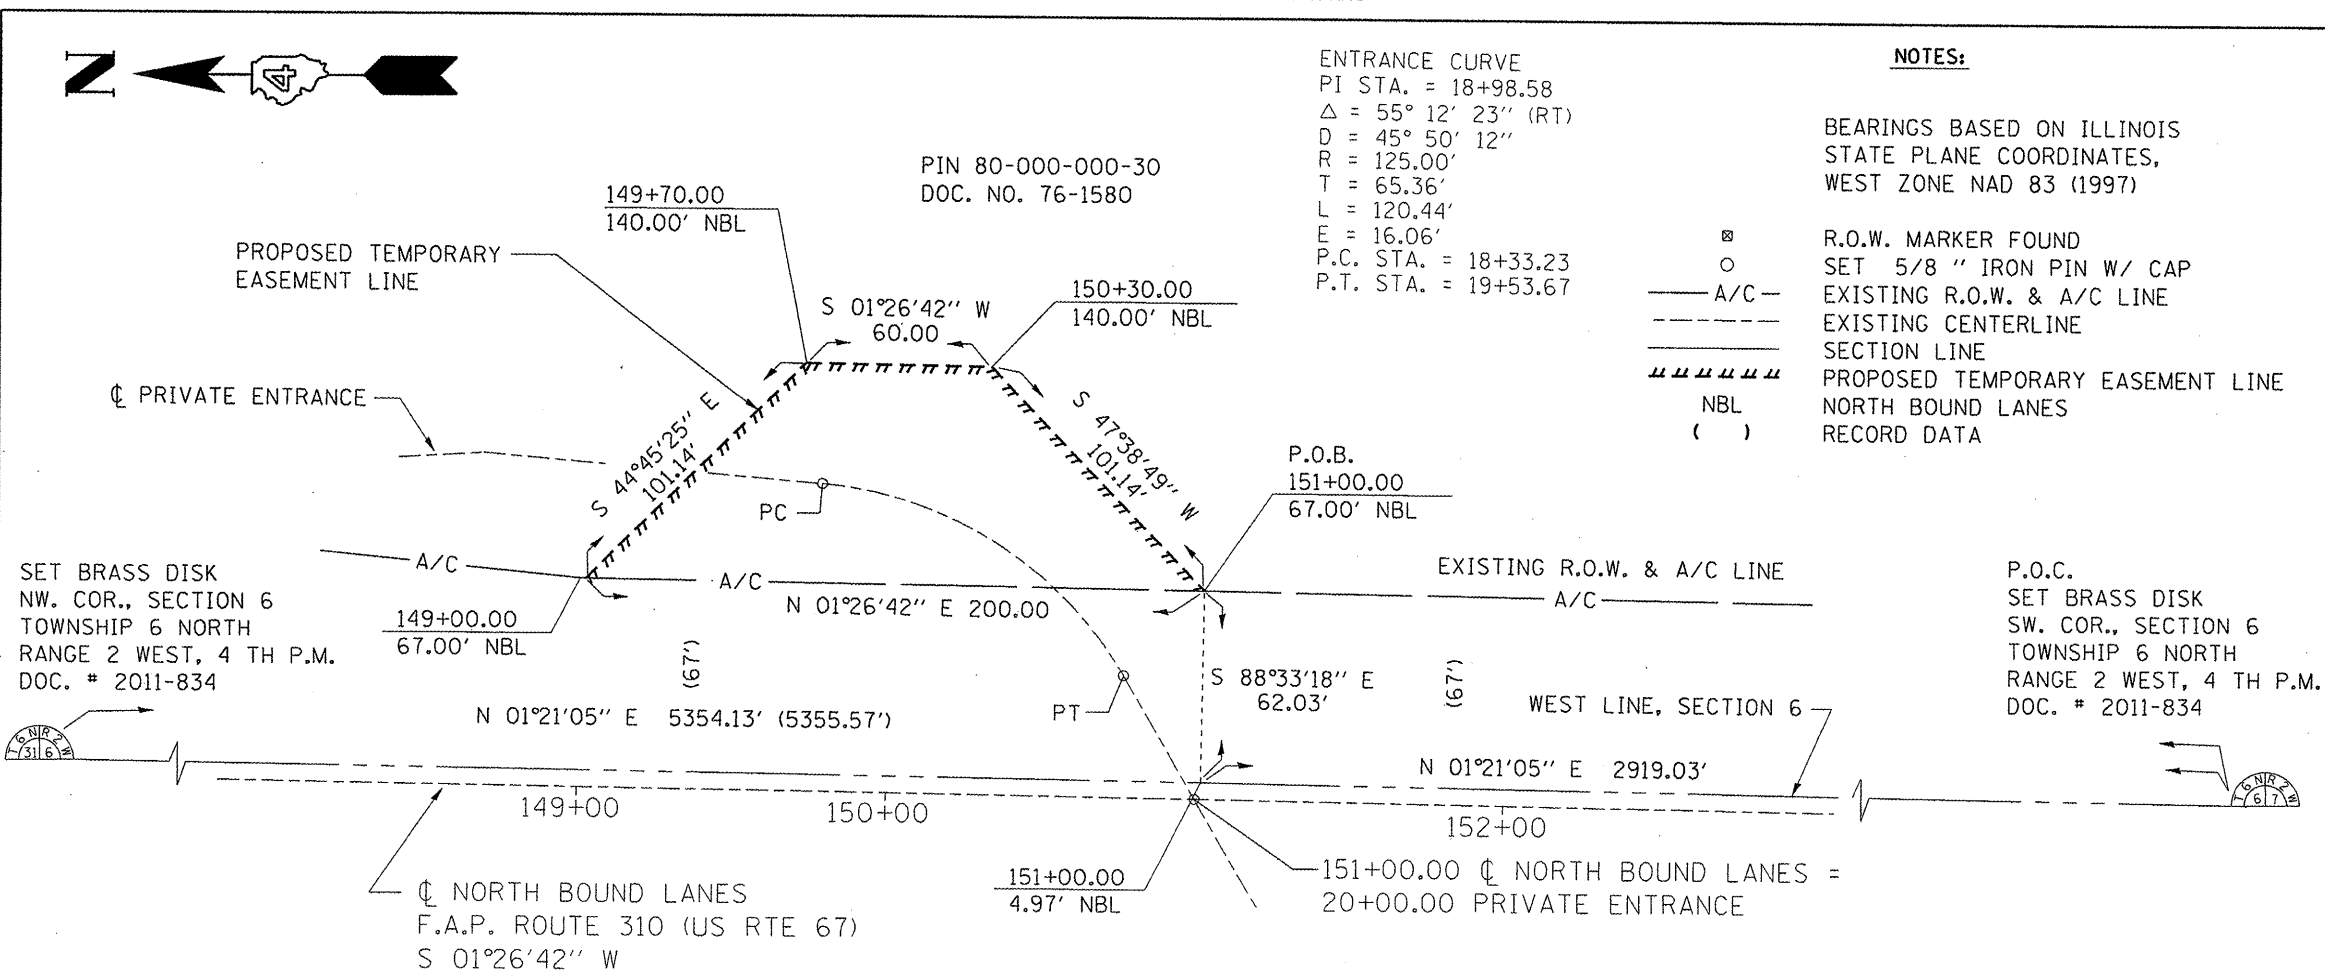 N
4
ENTRANCE CURVE
PI STA. = 18+98.58
Δ = 55° 12' 23'' (RT)
D = 45° 50' 12''
R = 125.00'
T = 65.36'
L = 120.44'
E = 16.06'
P.C. STA. = 18+33.23
P.T. STA. = 19+53.67
NOTES:
BEARINGS BASED ON ILLINOIS
STATE PLANE COORDINATES,
WEST ZONE NAD 83 (1997)
R.O.W. MARKER FOUND
SET 5/8 '' IRON PIN W/ CAP
A/C EXISTING R.O.W. & A/C LINE
EXISTING CENTERLINE
SECTION LINE
PROPOSED TEMPORARY EASEMENT LINE
NBL NORTH BOUND LANES
( ) RECORD DATA
PIN 80-000-000-30
DOC. NO. 76-1580
149+70.00
140.00' NBL
PROPOSED TEMPORARY
EASEMENT LINE
S 01°26'42'' W
60.00
150+30.00
140.00' NBL
℄ PRIVATE ENTRANCE
S 44°45'25'' E
101.14'
S 47°38'49'' W
101.14'
PC
P.O.B.
151+00.00
67.00' NBL
A/C
A/C
EXISTING R.O.W. & A/C LINE
A/C
N 01°26'42'' E 200.00
SET BRASS DISK
NW. COR., SECTION 6
TOWNSHIP 6 NORTH
RANGE 2 WEST, 4 TH P.M.
DOC. # 2011-834
149+00.00
67.00' NBL
(67')
P.O.C.
SET BRASS DISK
SW. COR., SECTION 6
TOWNSHIP 6 NORTH
RANGE 2 WEST, 4 TH P.M.
DOC. # 2011-834
S 88°33'18'' E
62.03'
(67')
WEST LINE, SECTION 6
N 01°21'05'' E 5354.13' (5355.57')
PT
T6NR2W
31 6
N 01°21'05'' E 2919.03'
T6NR2W
6 7
149+00
150+00
152+00
℄ NORTH BOUND LANES
F.A.P. ROUTE 310 (US RTE 67)
S 01°26'42'' W
151+00.00
4.97' NBL
151+00.00 ℄ NORTH BOUND LANES =
20+00.00 PRIVATE ENTRANCE